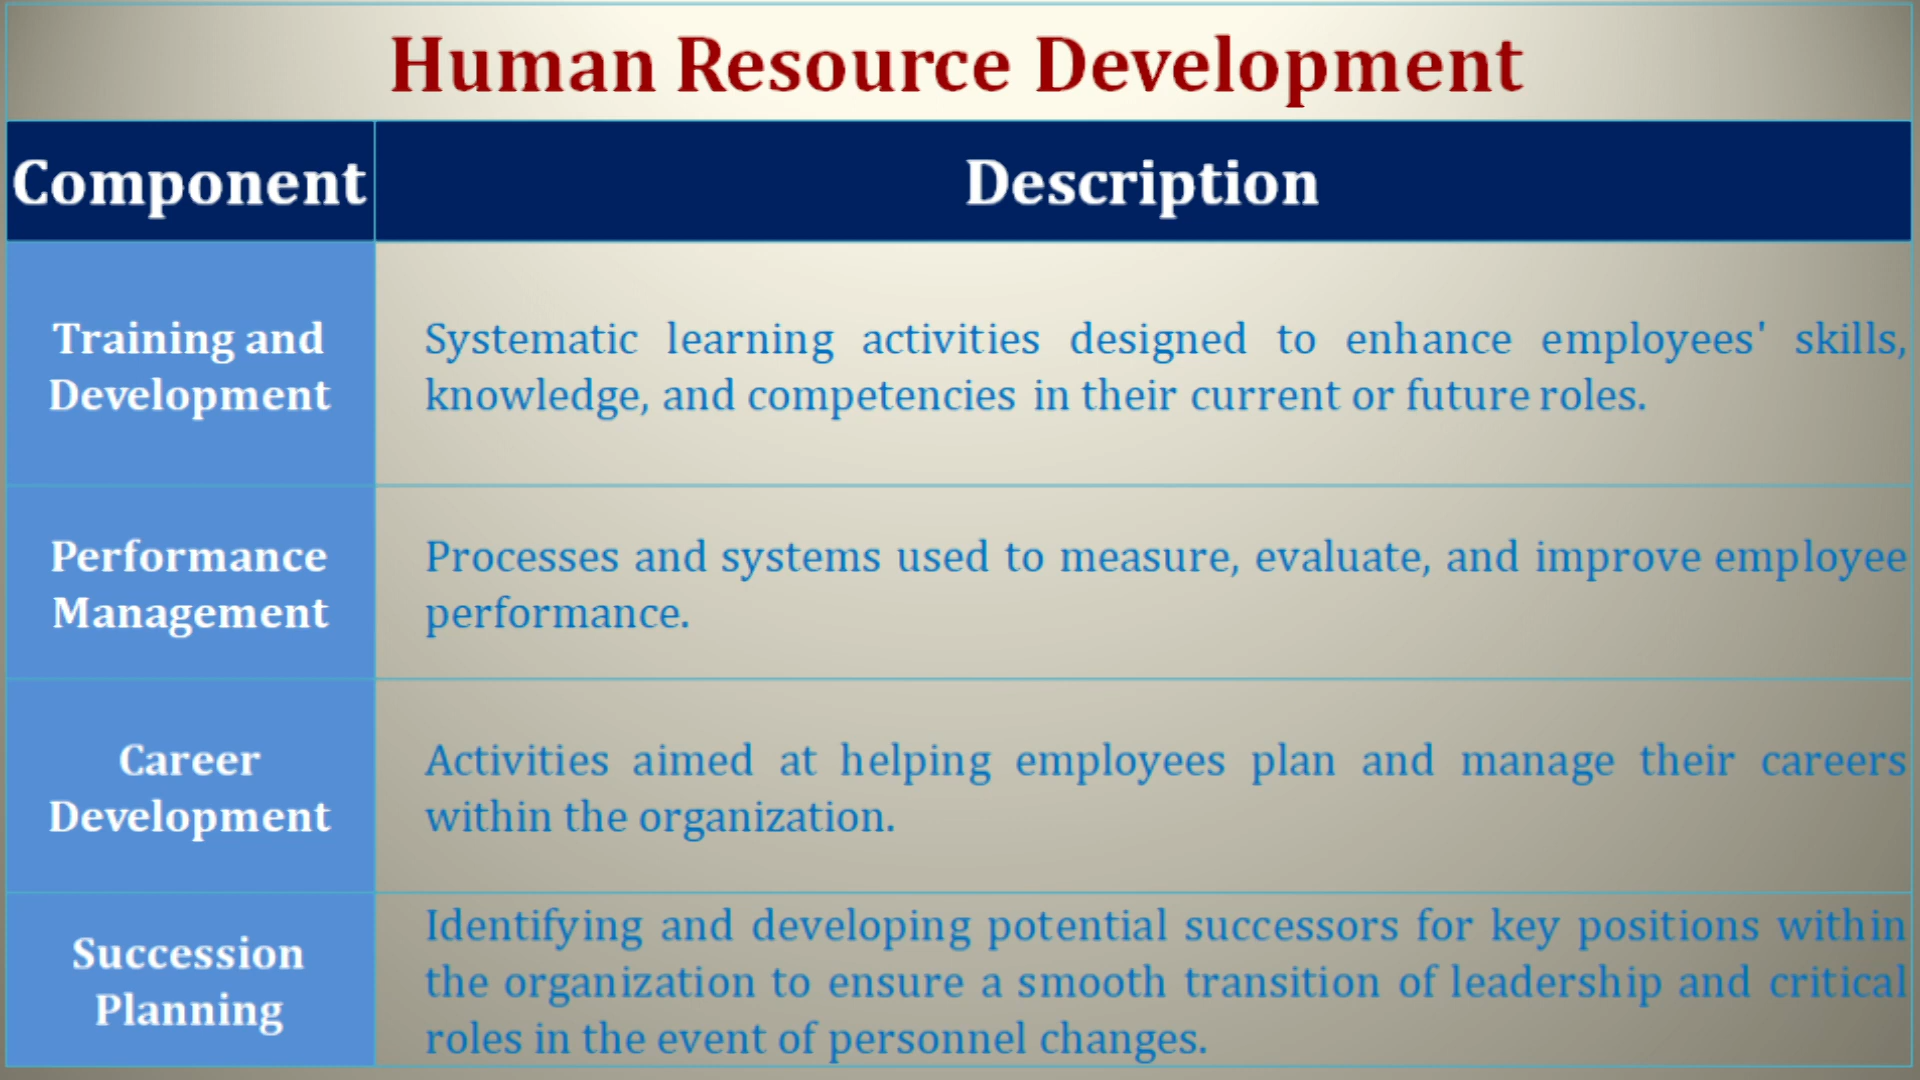 Human Resource Development
Component
Description
Training and
Development
Systematic learning activities designed to enhance employees' skills,
knowledge, and competencies in their current or future roles.
Performance
Management
Processes and systems used to measure, evaluate, and improve employee
performance.
Career
Development
Activities aimed at helping employees plan and manage their careers
within the organization.
Succession
Planning
Identifying and developing potential successors for key positions within
the organization to ensure a smooth transition of leadership and critical
roles in the event of personnel changes.